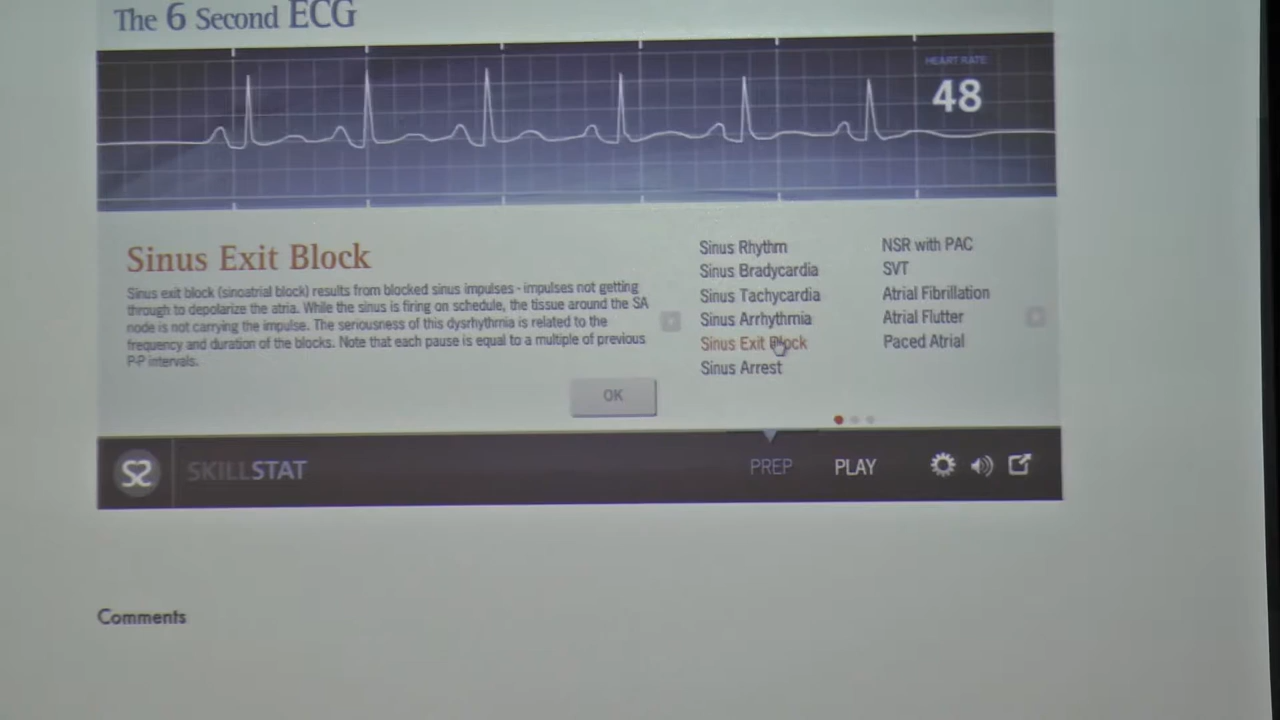 The 6 Second ECG
HEART RATE
48
Sinus Exit Block
Sinus exit block (sinoatrial block) results from blocked sinus impulses - impulses not getting
through to depolarize the atria. While the sinus is firing on schedule, the tissue around the SA
node is not carrying the impulse. The seriousness of this dysrhythmia is related to the
frequency and duration of the blocks. Note that each pause is equal to a multiple of previous
P-P intervals.
OK
Sinus Rhythm
Sinus Bradycardia
Sinus Tachycardia
Sinus Arrhythmia
Sinus Exit Block
Sinus Arrest
NSR with PAC
SVT
Atrial Fibrillation
Atrial Flutter
Paced Atrial
SKILLSTAT
PREP
PLAY
Comments